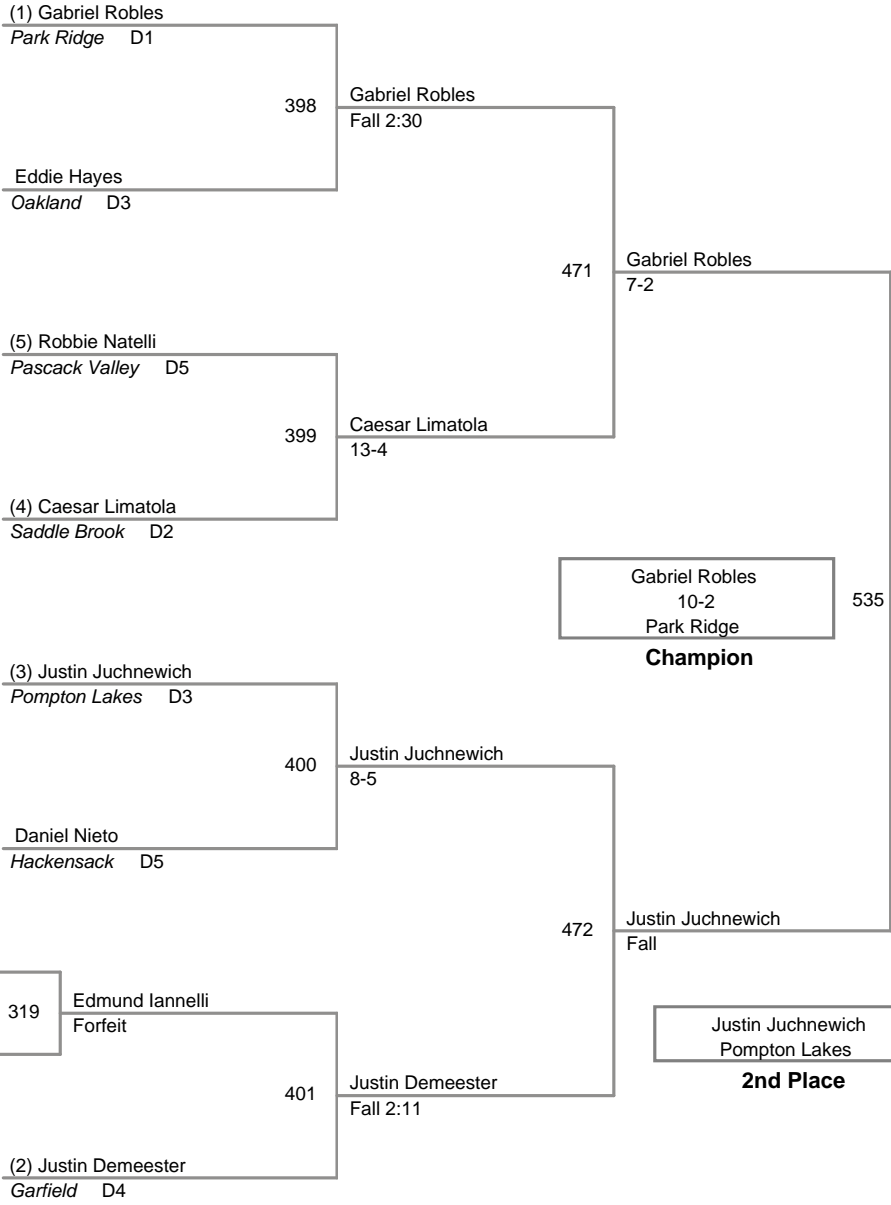 (1) Gabriel Robles
Park Ridge D1
398
Gabriel Robles
Fall 2:30
Eddie Hayes
Oakland D3
471
Gabriel Robles
7-2
(5) Robbie Natelli
Pascack Valley D5
399
Caesar Limatola
13-4
(4) Caesar Limatola
Saddle Brook D2
Gabriel Robles
10-2
Park Ridge
535
Champion
(3) Justin Juchnewich
Pompton Lakes D3
400
Justin Juchnewich
8-5
Daniel Nieto
Hackensack D5
472
Justin Juchnewich
Fall
319
Edmund Iannelli
Forfeit
Justin Juchnewich
Pompton Lakes
2nd Place
401
Justin Demeester
Fall 2:11
(2) Justin Demeester
Garfield D4